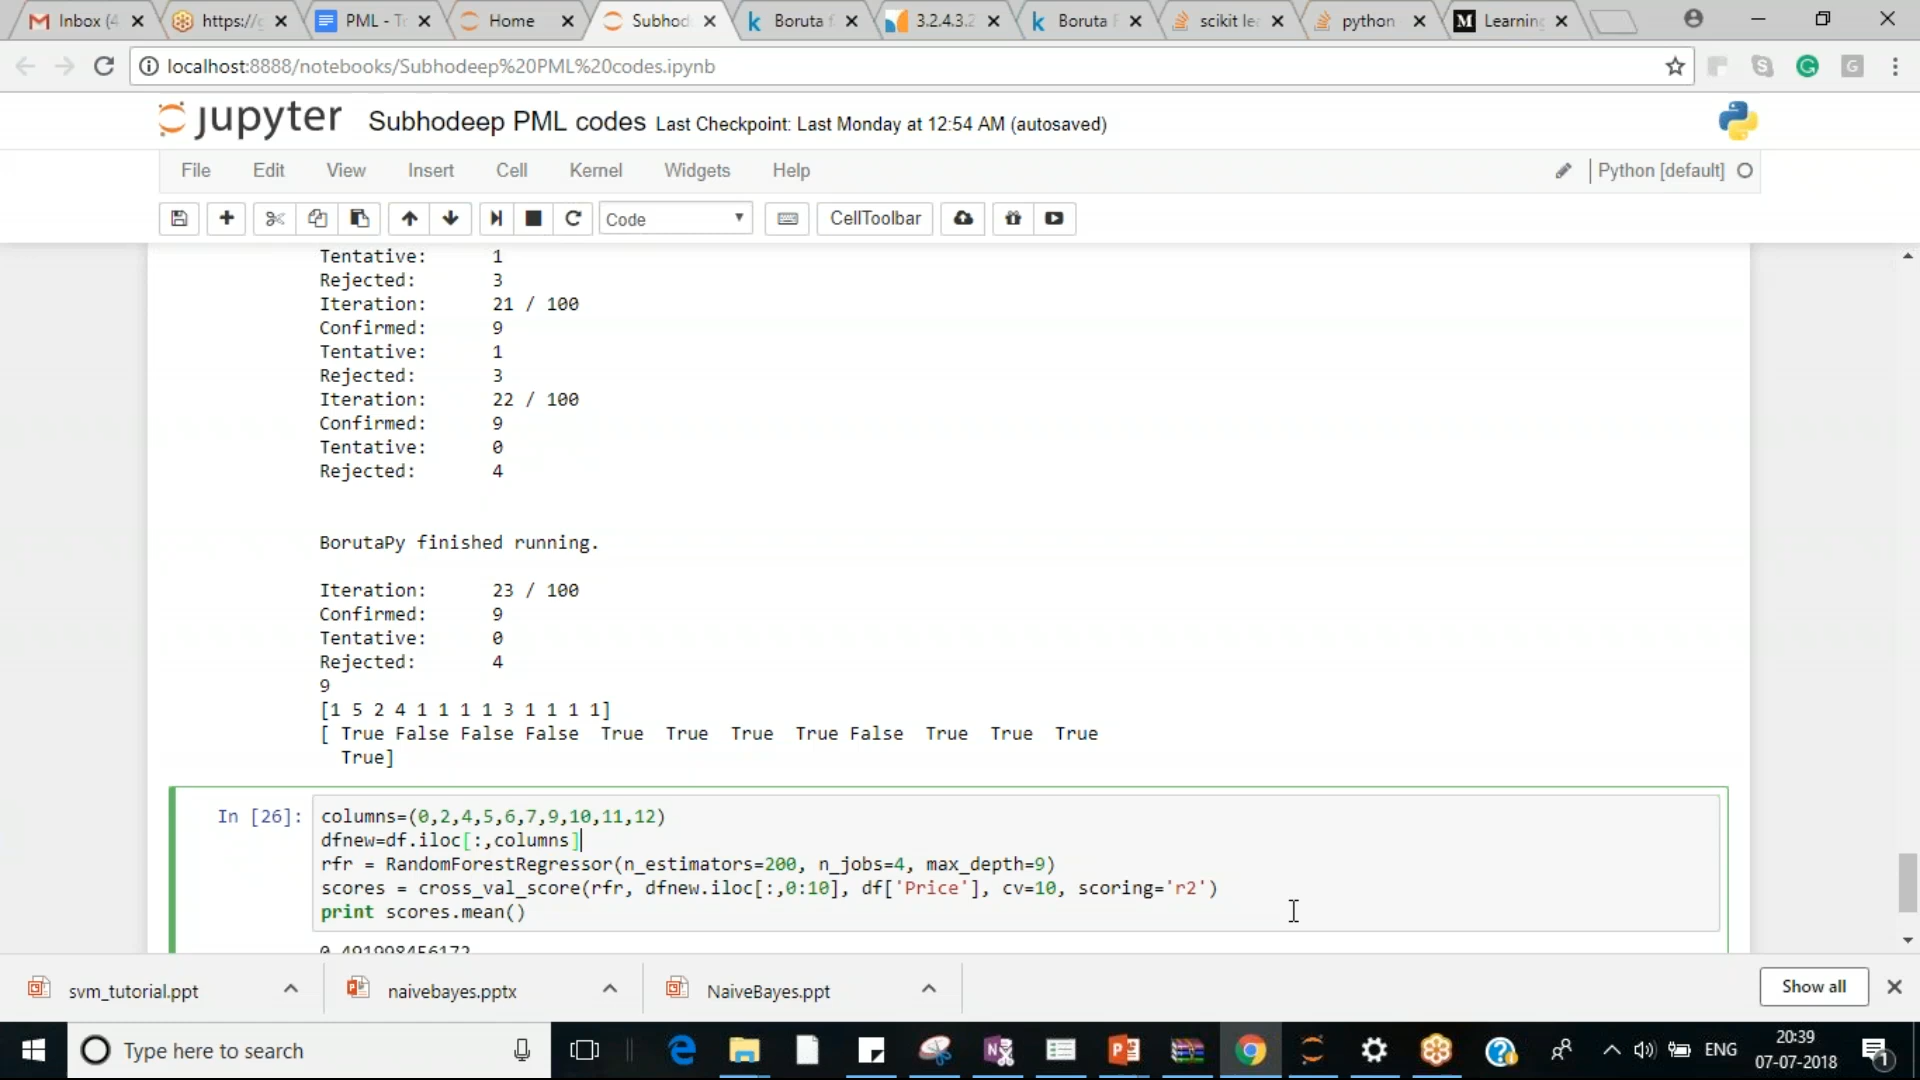 Inbox (4
https://g
PML - To
Home
Subhod
Boruta f
3.2.4.3.2
Boruta F
scikit le
python
Learning
localhost:8888/notebooks/Subhodeep%20PML%20codes.ipynb
jupyter Subhodeep PML codes Last Checkpoint: Last Monday at 12:54 AM (autosaved)
File Edit View Insert Cell Kernel Widgets Help Python [default]
Code CellToolbar
Tentative: 1
Rejected: 3
Iteration: 21 / 100
Confirmed: 9
Tentative: 1
Rejected: 3
Iteration: 22 / 100
Confirmed: 9
Tentative: 0
Rejected: 4
BorutaPy finished running.
Iteration: 23 / 100
Confirmed: 9
Tentative: 0
Rejected: 4
9
[1 5 2 4 1 1 1 1 3 1 1 1 1]
[ True False False False True True True True False True True True
True]
In [26]: columns=(0,2,4,5,6,7,9,10,11,12)
dfnew=df.iloc[:,columns]
rfr = RandomForestRegressor(n_estimators=200, n_jobs=4, max_depth=9)
scores = cross_val_score(rfr, dfnew.iloc[:,0:10], df['Price'], cv=10, scoring='r2')
print scores.mean()
0.491998456172
svm_tutorial.ppt
naivebayes.pptx
NaiveBayes.ppt
Show all
Type here to search
ENG
20:39
07-07-2018
1